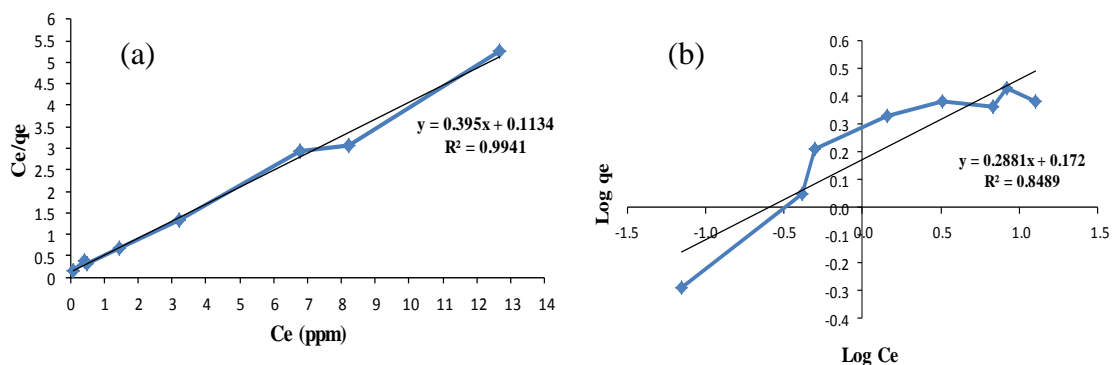 (a)
6
5.5
5
4.5
4
3.5
3
2.5
2
1.5
1
0.5
0
Ce/qe
y = 0.395x + 0.1134
R² = 0.9941
0 1 2 3 4 5 6 7 8 9 10 11 12 13 14
Ce (ppm)
(b)
0.6
0.5
0.4
0.3
0.2
0.1
0.0
-0.1
-0.2
-0.3
-0.4
Log qe
y = 0.2881x + 0.172
R² = 0.8489
-1.5 -1.0 -0.5 0.0 0.5 1.0 1.5
Log Ce